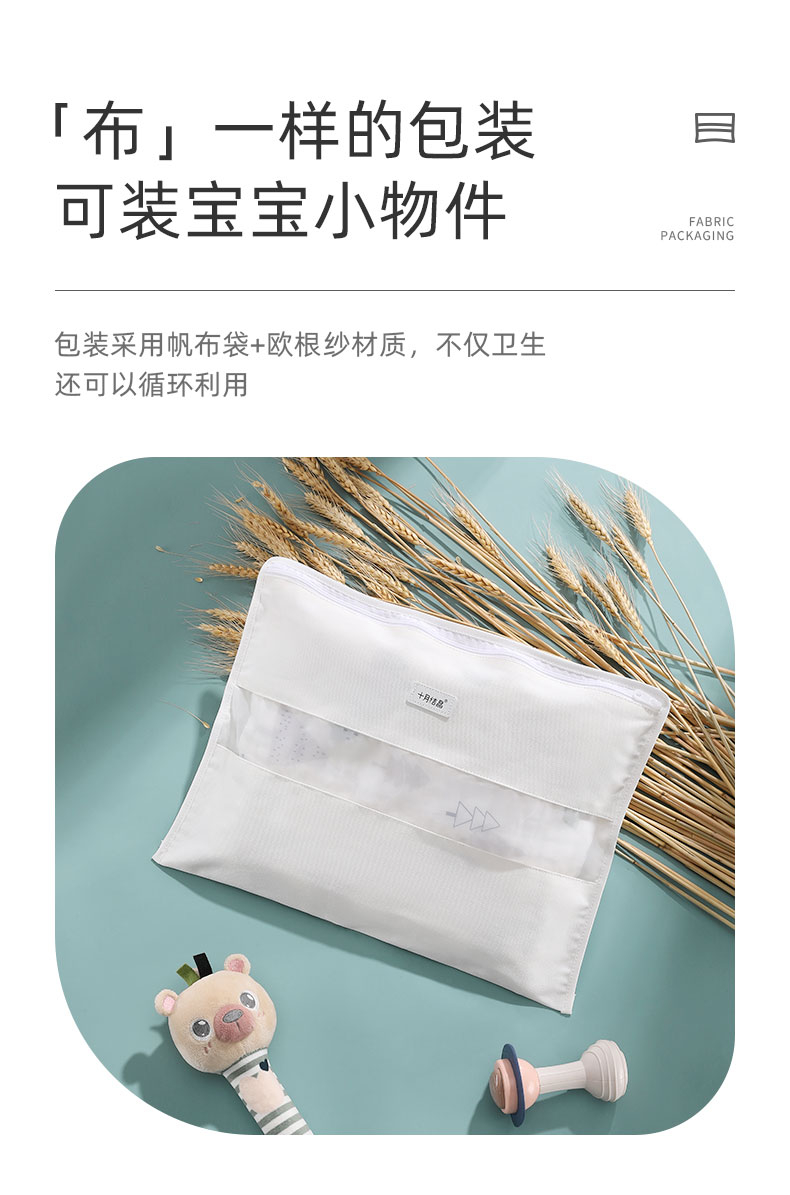 「布」一样的包装
可装宝宝小物件
FABRIC
PACKAGING
包装采用帆布袋+欧根纱材质，不仅卫生
还可以循环利用
十月结晶®